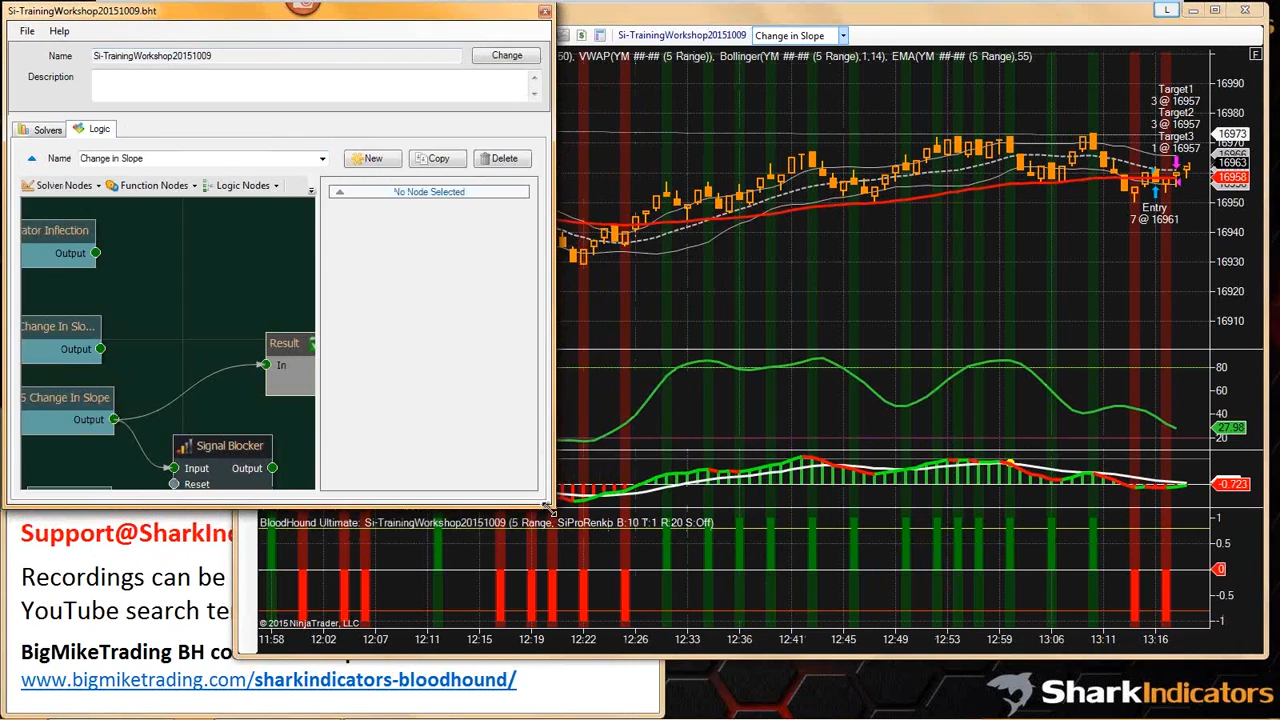 Si-TrainingWorkshop20151009.bht
File Help
Name Si-TrainingWorkshop20151009 Change
Description
Solvers Logic
Name Change in Slope New Copy Delete
Solver Nodes Function Nodes Logic Nodes
No Node Selected
ator Inflection
Output
Change In Slo...
Output
5 Change In Slope
Output
Result
In
Signal Blocker
Input Output
Reset
L
$ Si-TrainingWorkshop20151009 Change in Slope
50), VWAP(YM ##-## (5 Range)), Bollinger(YM ##-## (5 Range),1,14), EMA(YM ##-## (5 Range),55)
F
Target1
3 @ 16957
Target2
3 @ 16957
Target3
1 @ 16957
Entry
7 @ 16961
16990
16980
16973
16970
16963
16958
16950
16940
16930
16920
16910
80
60
40
27.98
20
-0.723
BloodHound Ultimate: Si-TrainingWorkshop20151009 (5 Range, SiProRenko B:10 T:1 R:20 S:Off)
1
0.5
0
-0.5
-1
© 2015 NinjaTrader, LLC
11:58 12:02 12:07 12:11 12:15 12:19 12:22 12:26 12:33 12:36 12:41 12:45 12:49 12:53 12:59 13:06 13:11 13:16
Support@SharkInd
Recordings can be
YouTube search te
BigMikeTrading BH co
www.bigmiketrading.com/sharkindicators-bloodhound/
SharkIndicators